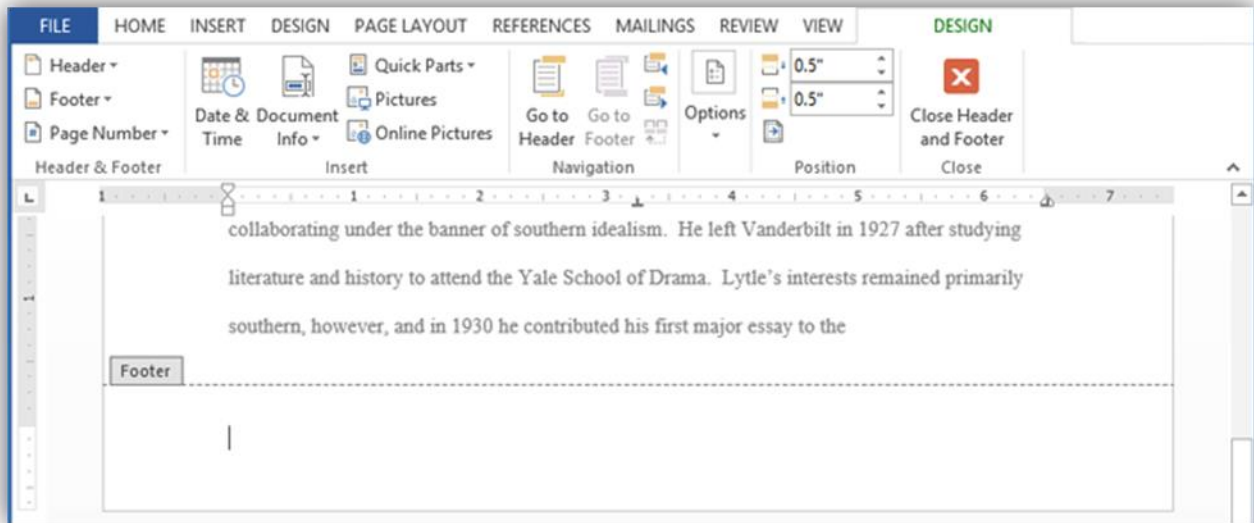 FILE HOME INSERT DESIGN PAGE LAYOUT REFERENCES MAILINGS REVIEW VIEW DESIGN
Header
Footer
Page Number
Header & Footer
Date & Time
Document Info
Quick Parts
Pictures
Online Pictures
Insert
Go to Header
Go to Footer
Navigation
Options
0.5"
0.5"
Position
Close Header and Footer
Close
L 1 1 2 3 4 5 6 7
1
collaborating under the banner of southern idealism. He left Vanderbilt in 1927 after studying
literature and history to attend the Yale School of Drama. Lytle’s interests remained primarily
southern, however, and in 1930 he contributed his first major essay to the
Footer